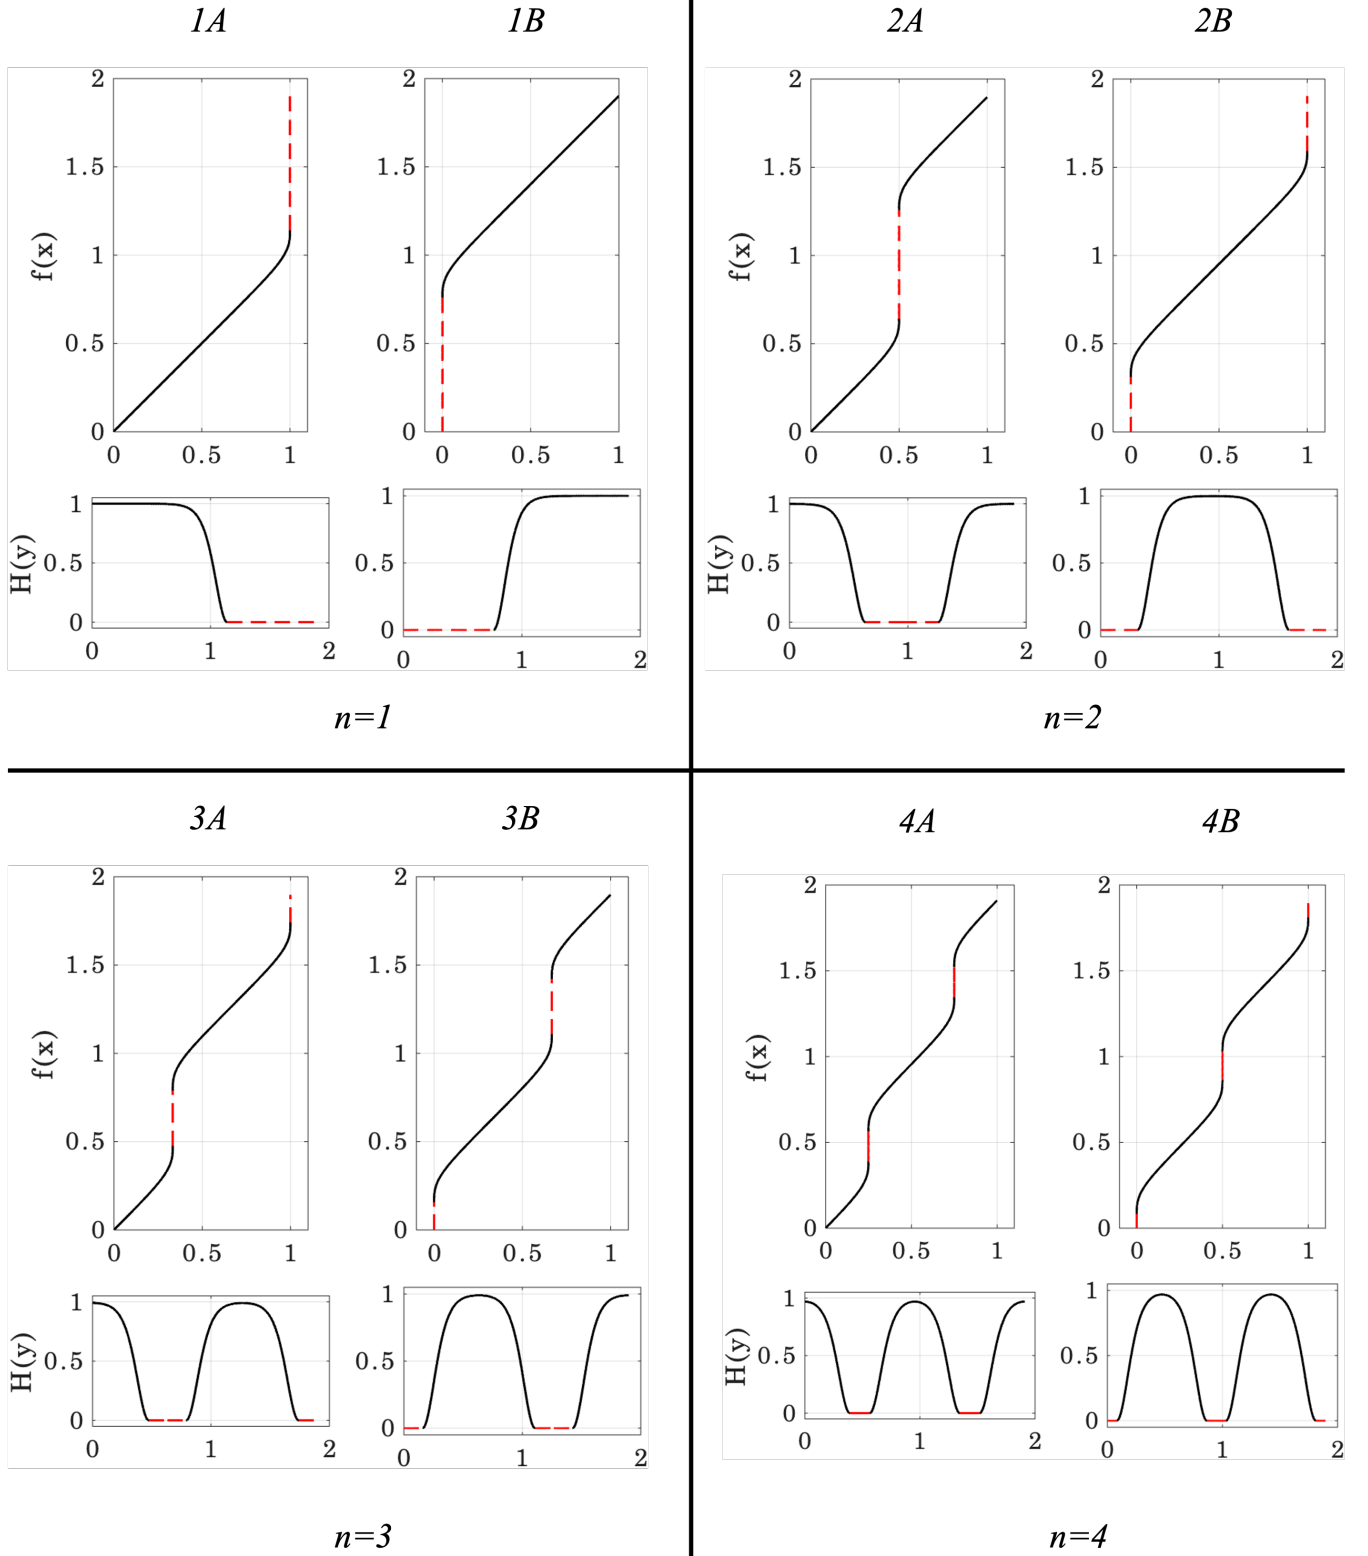 1A 1B 2A 2B
2 2 2 2
1.5 1.5 1.5 1.5
f(x) 1 1 f(x) 1 1
0.5 0.5 0.5 0.5
0 0 0 0
0 0.5 1 0 0.5 1 0 0.5 1 0 0.5 1
1 1 1 1
H(y) 0.5 0.5 H(y) 0.5 0.5
0 0 0 0
0 1 2 0 1 2 0 1 2 0 1 2
n=1 n=2
3A 3B 4A 4B
2 2 2 2
1.5 1.5 1.5 1.5
f(x) 1 1 f(x) 1 1
0.5 0.5 0.5 0.5
0 0 0 0
0 0.5 1 0 0.5 1 0 0.5 1 0 0.5 1
1 1 1 1
H(y) 0.5 0.5 H(y) 0.5 0.5
0 0 0 0
0 1 2 0 1 2 0 1 2 0 1 2
n=3 n=4